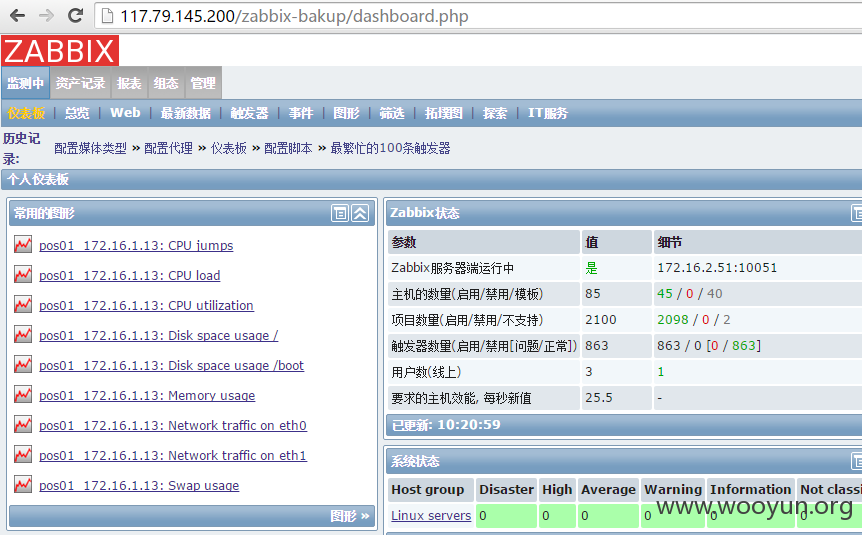 117.79.145.200/zabbix-bakup/dashboard.php
ZABBIX
监测中 资产记录 报表 组态 管理
仪表板 | 总览 | Web | 最新数据 | 触发器 | 事件 | 图形 | 筛选 | 拓墣图 | 探索 | IT服务
历史记录: 配置媒体类型 » 配置代理 » 仪表板 » 配置脚本 » 最繁忙的100条触发器
个人仪表板
常用的图形
pos01_172.16.1.13: CPU jumps
pos01_172.16.1.13: CPU load
pos01_172.16.1.13: CPU utilization
pos01_172.16.1.13: Disk space usage /
pos01_172.16.1.13: Disk space usage /boot
pos01_172.16.1.13: Memory usage
pos01_172.16.1.13: Network traffic on eth0
pos01_172.16.1.13: Network traffic on eth1
pos01_172.16.1.13: Swap usage
图形 »
Zabbix状态
参数 值 细节
Zabbix服务器端运行中 是 172.16.2.51:10051
主机的数量(启用/禁用/模板) 85 45 / 0 / 40
项目数量(启用/禁用/不支持) 2100 2098 / 0 / 2
触发器数量(启用/禁用[问题/正常]) 863 863 / 0 [0 / 863]
用户数(线上) 3 1
要求的主机效能, 每秒新值 25.5 -
已更新: 10:20:59
系统状态
Host group Disaster High Average Warning Information Not classi
Linux servers 0 0 0 0 0 0
www.wooyun.org